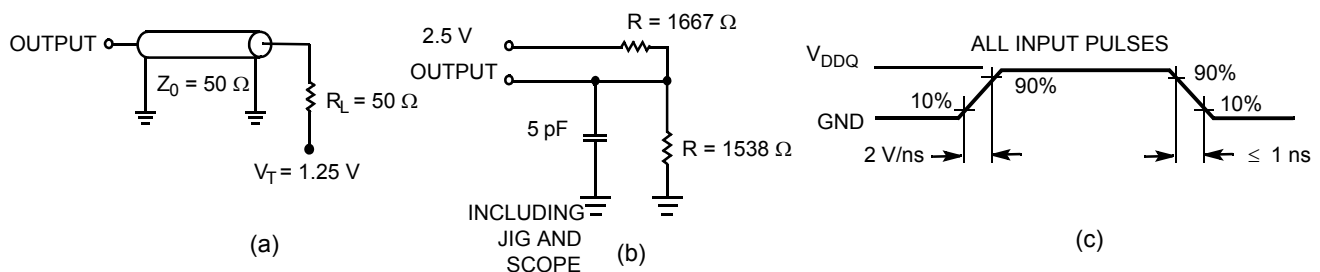 OUTPUT
Z0 = 50 Ω
RL = 50 Ω
VT = 1.25 V
(a)
R = 1667 Ω
2.5 V
OUTPUT
5 pF
R = 1538 Ω
INCLUDING
JIG AND
SCOPE
(b)
ALL INPUT PULSES
VDDQ
GND
10%
90%
90%
10%
2 V/ns
≤ 1 ns
(c)